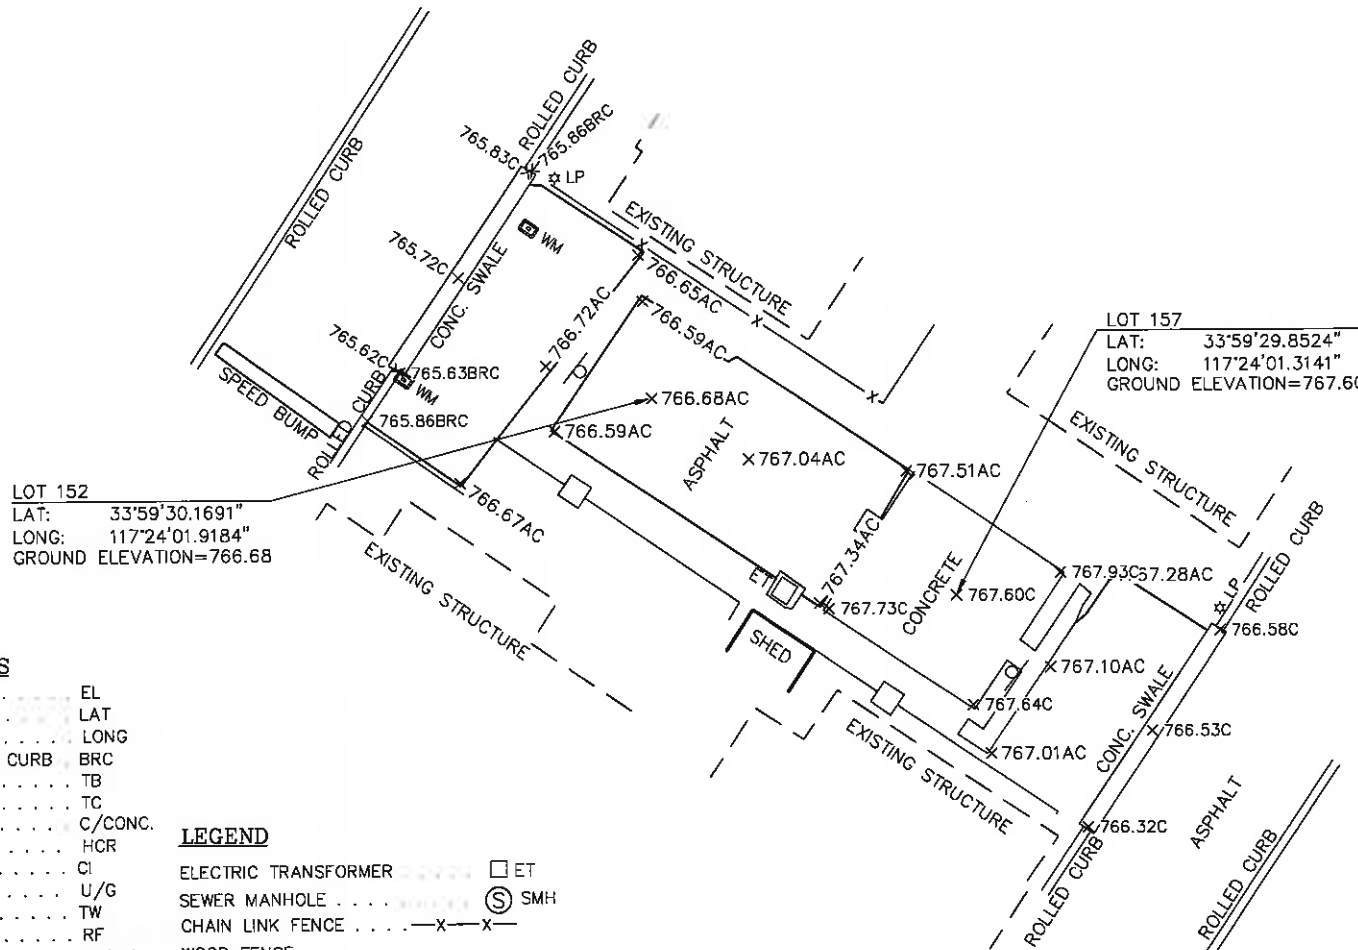 ROLLED CURB
ROLLED CURB
765.83C
765.86BRC
LP
WM
EXISTING STRUCTURE
765.72C
CONC. SWALE
766.65AC
766.72AC
766.59AC
765.62C
765.63BRC
WM
SPEED BUMP
ROLLED CURB
765.86BRC
766.68AC
766.59AC
ASPHALT
767.04AC
767.51AC
766.67AC
EXISTING STRUCTURE
LOT 157
LAT: 33°59'29.8524"
LONG: 117°24'01.3141"
GROUND ELEVATION=767.60
EXISTING STRUCTURE
LOT 152
LAT: 33°59'30.1691"
LONG: 117°24'01.9184"
GROUND ELEVATION=766.68
767.34AC
ET
767.73C
CONCRETE
767.60C
767.93C
67.28AC
LP
ROLLED CURB
766.58C
SHED
767.10AC
767.64C
767.01AC
EXISTING STRUCTURE
CONC. SWALE
766.53C
ASPHALT
766.32C
ROLLED CURB
ROLLED CURB
S
. EL
. LAT
. . . . . LONG
CURB BRC
. . . . . TB
. . . . . TC
. . . . C/CONC.
. . . . HCR
. . . . . CI
. . . . . U/G
. . . . . TW
. . . . . RF
LEGEND
ELECTRIC TRANSFORMER ET
SEWER MANHOLE . . . . S SMH
CHAIN LINK FENCE . . . . —X—X—
WOOD FENCE